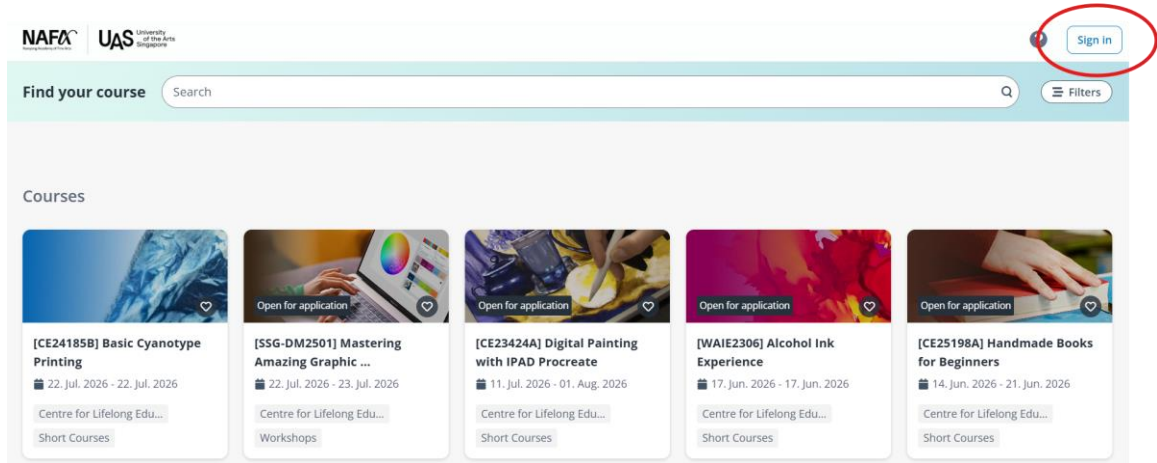 NAFA
UAS University of the Arts Singapore
Sign in
Find your course
Search
Filters
Courses
Open for application
Open for application
Open for application
Open for application
[CE24185B] Basic Cyanotype
Printing
22. Jul. 2026 - 22. Jul. 2026
Centre for Lifelong Edu...
Short Courses
[SSG-DM2501] Mastering
Amazing Graphic ...
22. Jul. 2026 - 23. Jul. 2026
Centre for Lifelong Edu...
Workshops
[CE23424A] Digital Painting
with IPAD Procreate
11. Jul. 2026 - 01. Aug. 2026
Centre for Lifelong Edu...
Short Courses
[WAIE2306] Alcohol Ink
Experience
17. Jun. 2026 - 17. Jun. 2026
Centre for Lifelong Edu...
Short Courses
[CE25198A] Handmade Books
for Beginners
14. Jun. 2026 - 21. Jun. 2026
Centre for Lifelong Edu...
Short Courses